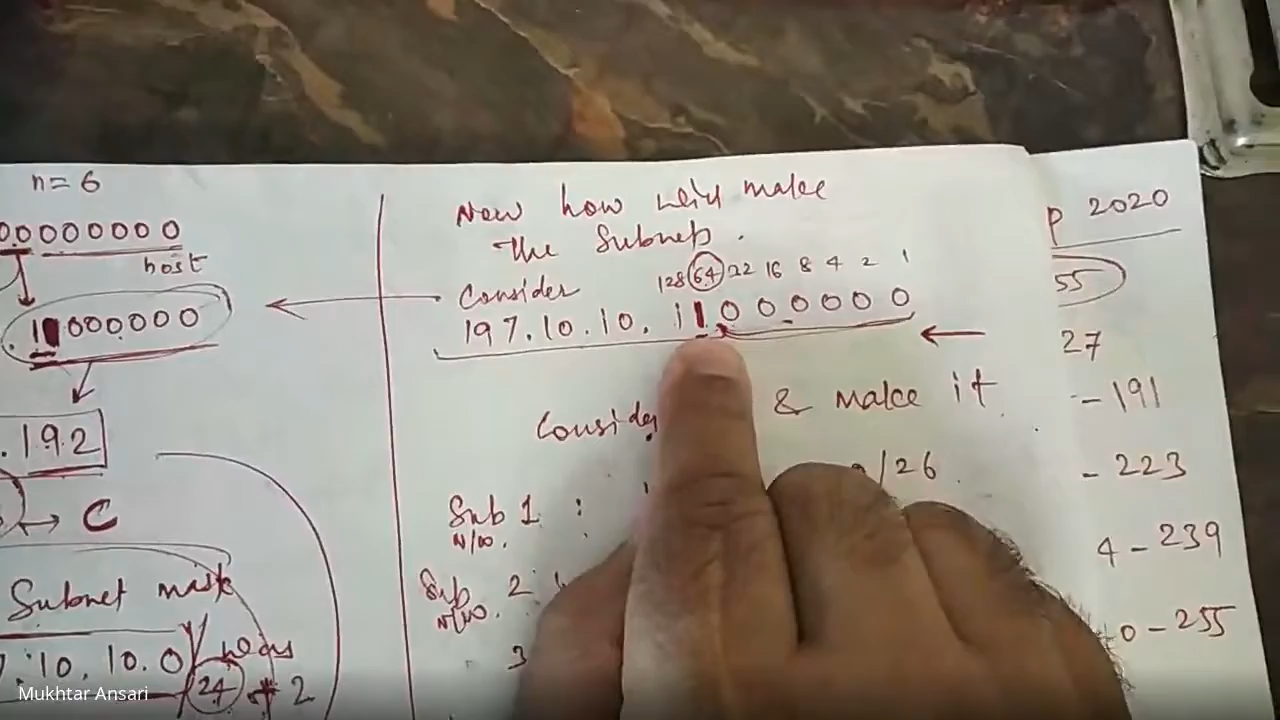 n= 6
00000000
host
.11000000
.192
C
Subnet mask
.10.10.0/
24 + 2
Now how will make
The Subnets.
128 64 32 16 8 4 2 1
Consider
197.10.10.11000000
Consider & make it
/26
Sub 1 :
N/w.
Sub 2
N/w.
3
P 2020
55
27
-191
- 223
4 - 239
0 - 255
Mukhtar Ansari